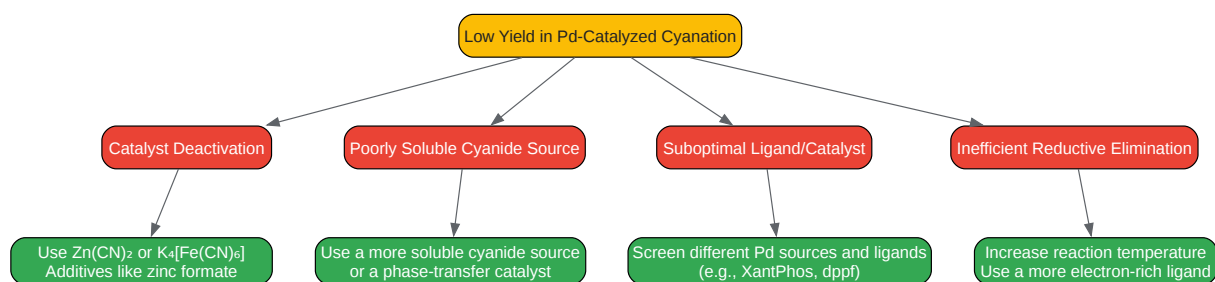 Low Yield in Pd-Catalyzed Cyanation
Catalyst Deactivation
Poorly Soluble Cyanide Source
Suboptimal Ligand/Catalyst
Inefficient Reductive Elimination
Use Zn(CN)₂ or K₄[Fe(CN)₆]
Additives like zinc formate
Use a more soluble cyanide source
or a phase-transfer catalyst
Screen different Pd sources and ligands
(e.g., XantPhos, dppf)
Increase reaction temperature
Use a more electron-rich ligand